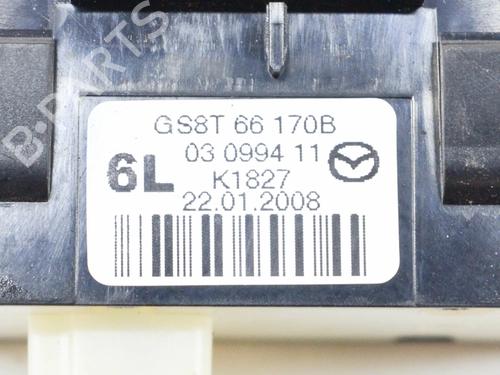 B-PARTS
GS8T 66 170B
6L
03 0994 11
K1827
22.01.2008